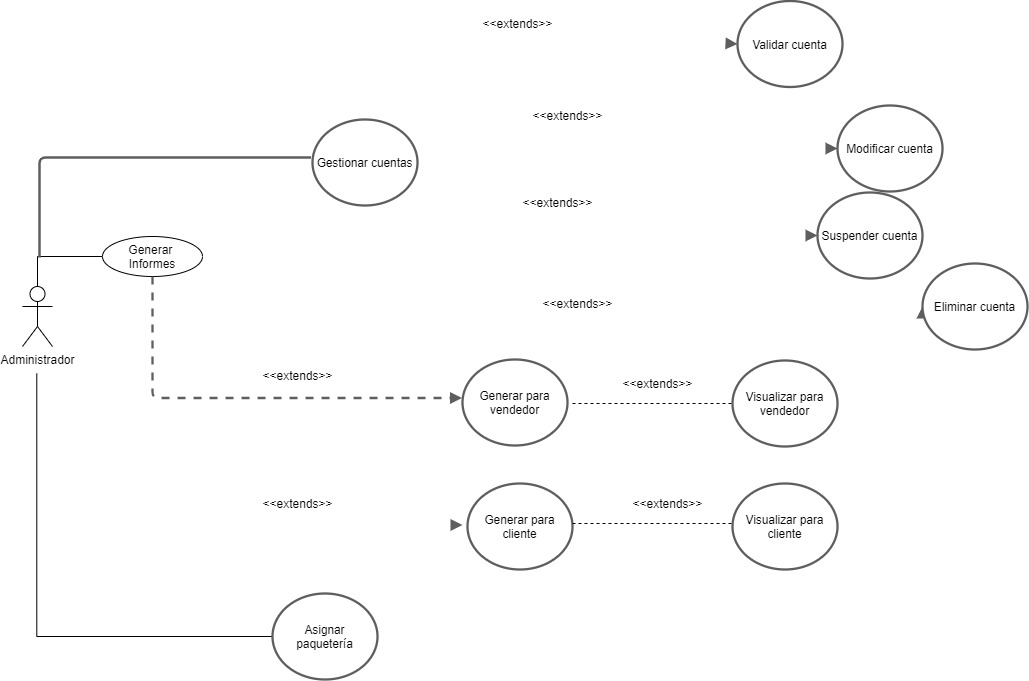 <<extends>>
Validar cuenta
<<extends>>
Modificar cuenta
Gestionar cuentas
<<extends>>
Suspender cuenta
Generar
Informes
<<extends>>
Eliminar cuenta
Administrador
<<extends>>
Generar para
vendedor
<<extends>>
Visualizar para
vendedor
<<extends>>
Generar para
cliente
<<extends>>
Visualizar para
cliente
Asignar
paquetería